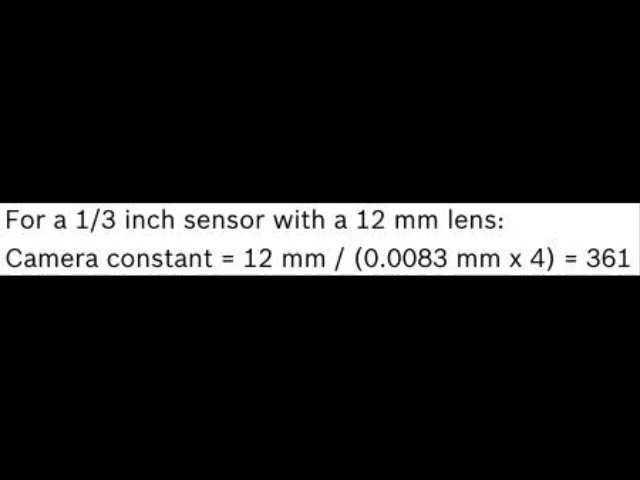 For a 1/3 inch sensor with a 12 mm lens:
Camera constant = 12 mm / (0.0083 mm x 4) = 361